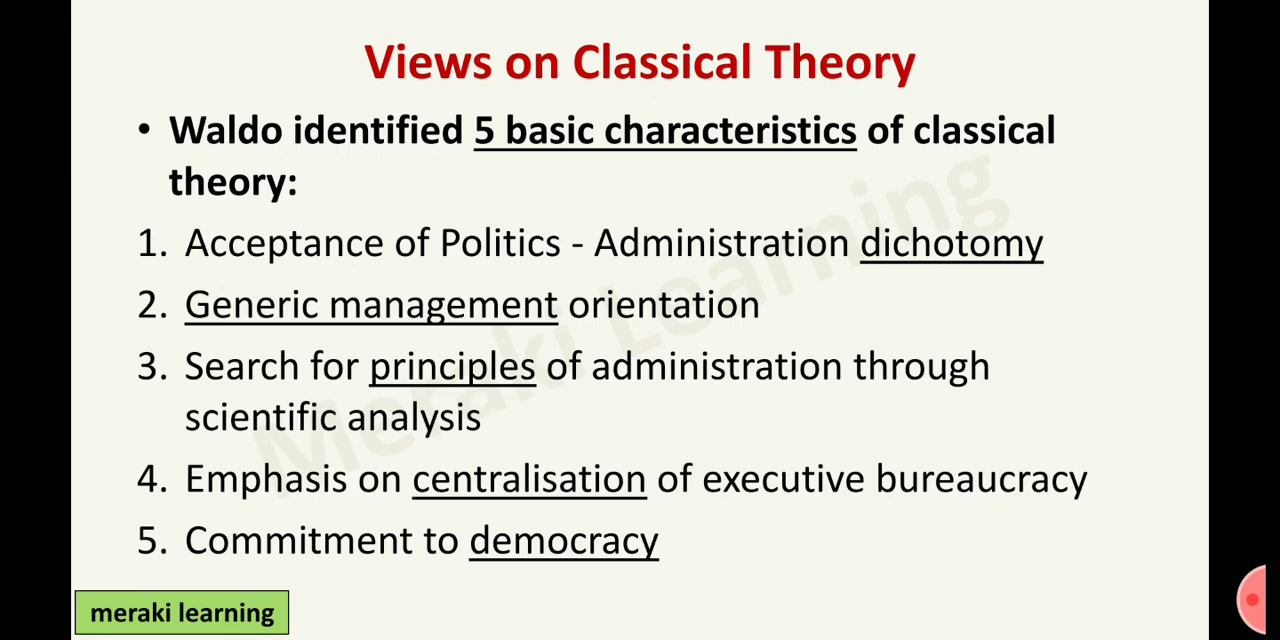 Views on Classical Theory
• Waldo identified 5 basic characteristics of classical
theory:
1. Acceptance of Politics - Administration dichotomy
2. Generic management orientation
3. Search for principles of administration through
scientific analysis
4. Emphasis on centralisation of executive bureaucracy
5. Commitment to democracy
Meraki Learning
meraki learning